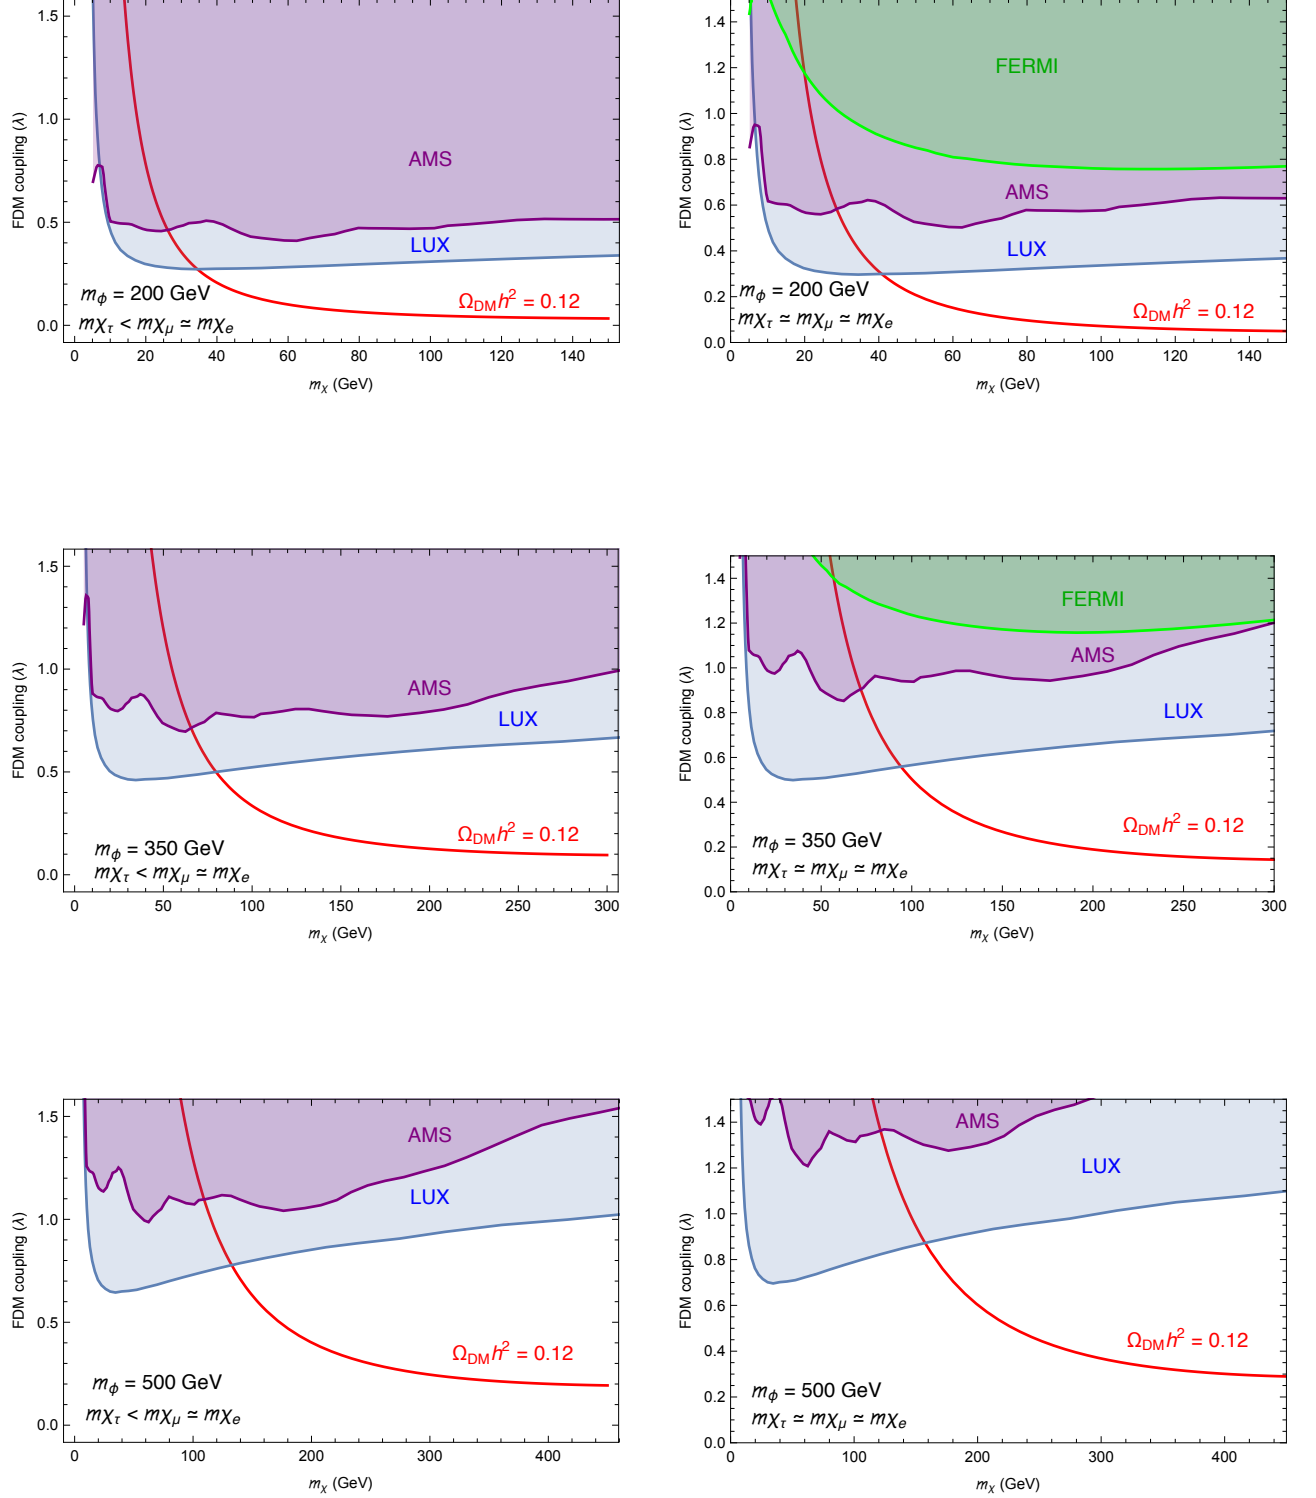 1.5
1.0
0.5
0.0
FDM coupling (λ)
AMS
LUX
m_ϕ = 200 GeV
mχ_τ < mχ_μ ≃ mχ_e
Ω_DM h² = 0.12
0 20 40 60 80 100 120 140
m_χ (GeV)
1.4
1.2
1.0
0.8
0.6
0.4
0.2
0.0
FDM coupling (λ)
FERMI
AMS
LUX
m_ϕ = 200 GeV
mχ_τ ≃ mχ_μ ≃ mχ_e
Ω_DM h² = 0.12
0 20 40 60 80 100 120 140
m_χ (GeV)
1.5
1.0
0.5
0.0
FDM coupling (λ)
AMS
LUX
Ω_DM h² = 0.12
m_ϕ = 350 GeV
mχ_τ < mχ_μ ≃ mχ_e
0 50 100 150 200 250 300
m_χ (GeV)
1.4
1.2
1.0
0.8
0.6
0.4
0.2
0.0
FDM coupling (λ)
FERMI
AMS
LUX
Ω_DM h² = 0.12
m_ϕ = 350 GeV
mχ_τ ≃ mχ_μ ≃ mχ_e
0 50 100 150 200 250 300
m_χ (GeV)
1.5
1.0
0.5
0.0
FDM coupling (λ)
AMS
LUX
Ω_DM h² = 0.12
m_ϕ = 500 GeV
mχ_τ < mχ_μ ≃ mχ_e
0 100 200 300 400
m_χ (GeV)
1.4
1.2
1.0
0.8
0.6
0.4
0.2
0.0
FDM coupling (λ)
AMS
LUX
Ω_DM h² = 0.12
m_ϕ = 500 GeV
mχ_τ ≃ mχ_μ ≃ mχ_e
0 100 200 300 400
m_χ (GeV)